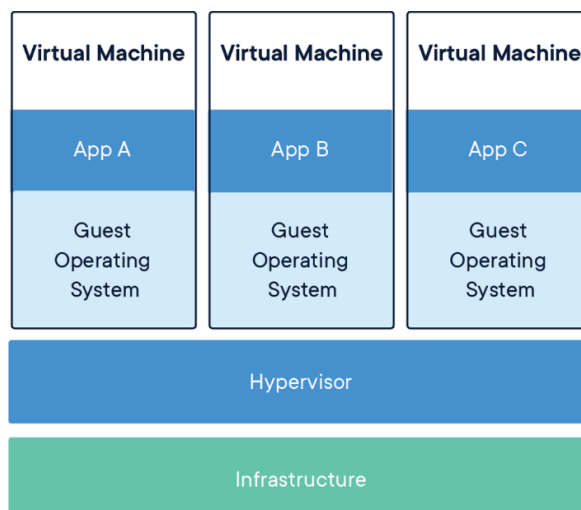 Virtual Machine
App A
Guest
Operating
System
Virtual Machine
App B
Guest
Operating
System
Virtual Machine
App C
Guest
Operating
System
Hypervisor
Infrastructure